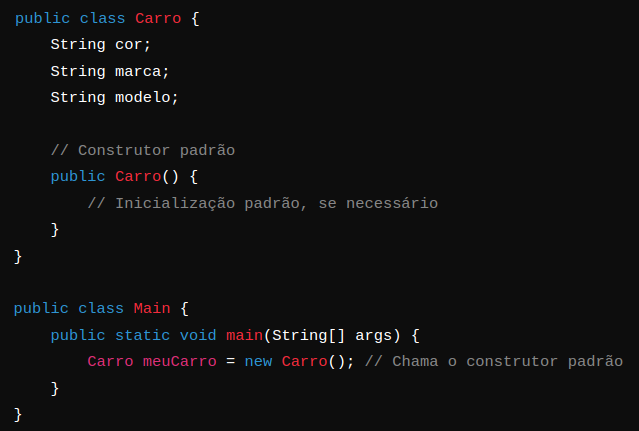 public class Carro {
    String cor;
    String marca;
    String modelo;

    // Construtor padrão
    public Carro() {
        // Inicialização padrão, se necessário
    }
}

public class Main {
    public static void main(String[] args) {
        Carro meuCarro = new Carro(); // Chama o construtor padrão
    }
}